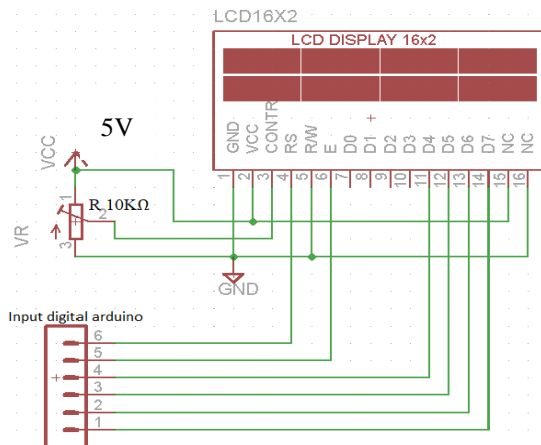 LCD16X2
LCD DISPLAY 16x2
GND
VCC
CONTR
RS
R/W
E
D0
D1
D2
D3
D4
D5
D6
D7
NC
NC
1
2
3
4
5
6
7
8
9
10
11
12
13
14
15
16
5V
VCC
1
R 10KΩ
2
3
VR
GND
Input digital arduino
6
5
4
3
2
1